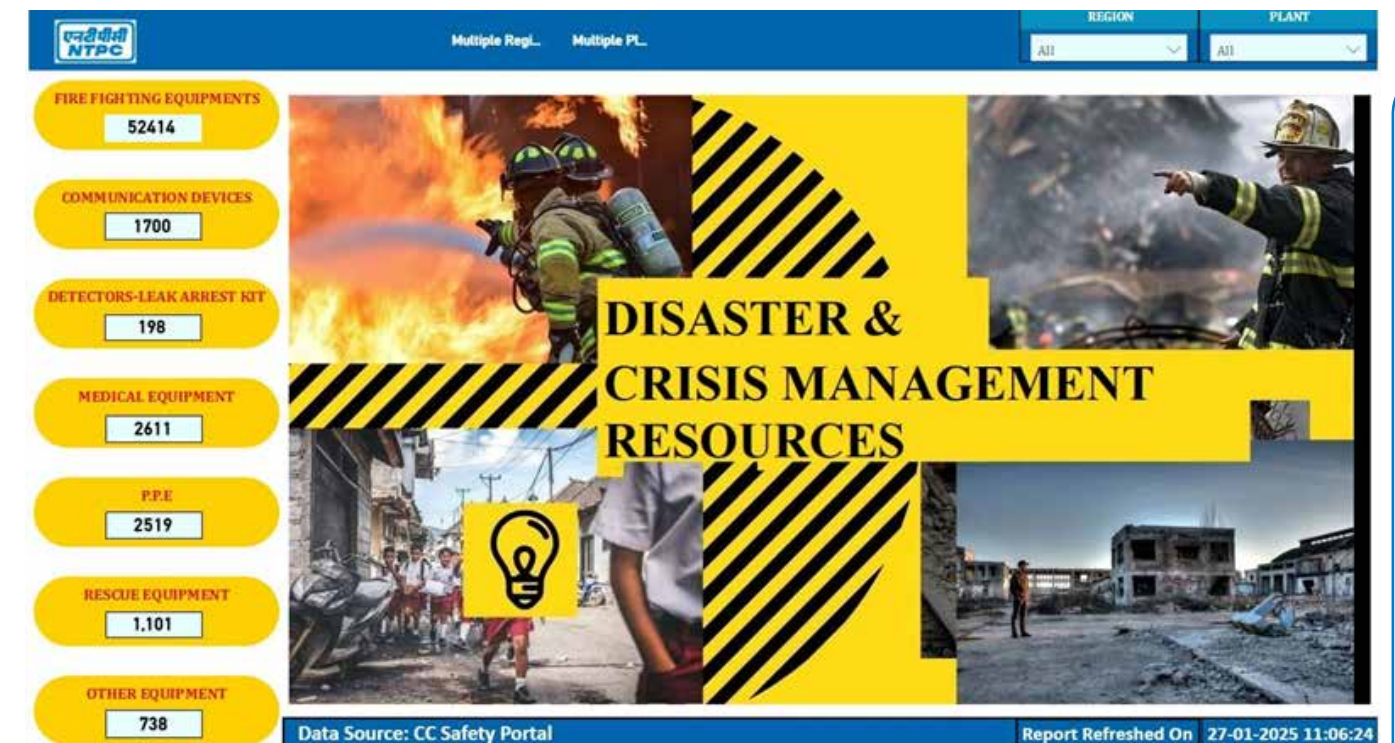 एनटीपीसी
NTPC
Multiple Regi...
Multiple Pl...
REGION
All
PLANT
All
FIRE FIGHTING EQUIPMENTS
52414
COMMUNICATION DEVICES
1700
DETECTORS-LEAK ARREST KIT
198
MEDICAL EQUIPMENT
2611
P.P.E
2519
RESCUE EQUIPMENT
1,101
OTHER EQUIPMENT
738
DISASTER &
CRISIS MANAGEMENT
RESOURCES
Data Source: CC Safety Portal
Report Refreshed On 27-01-2025 11:06:24